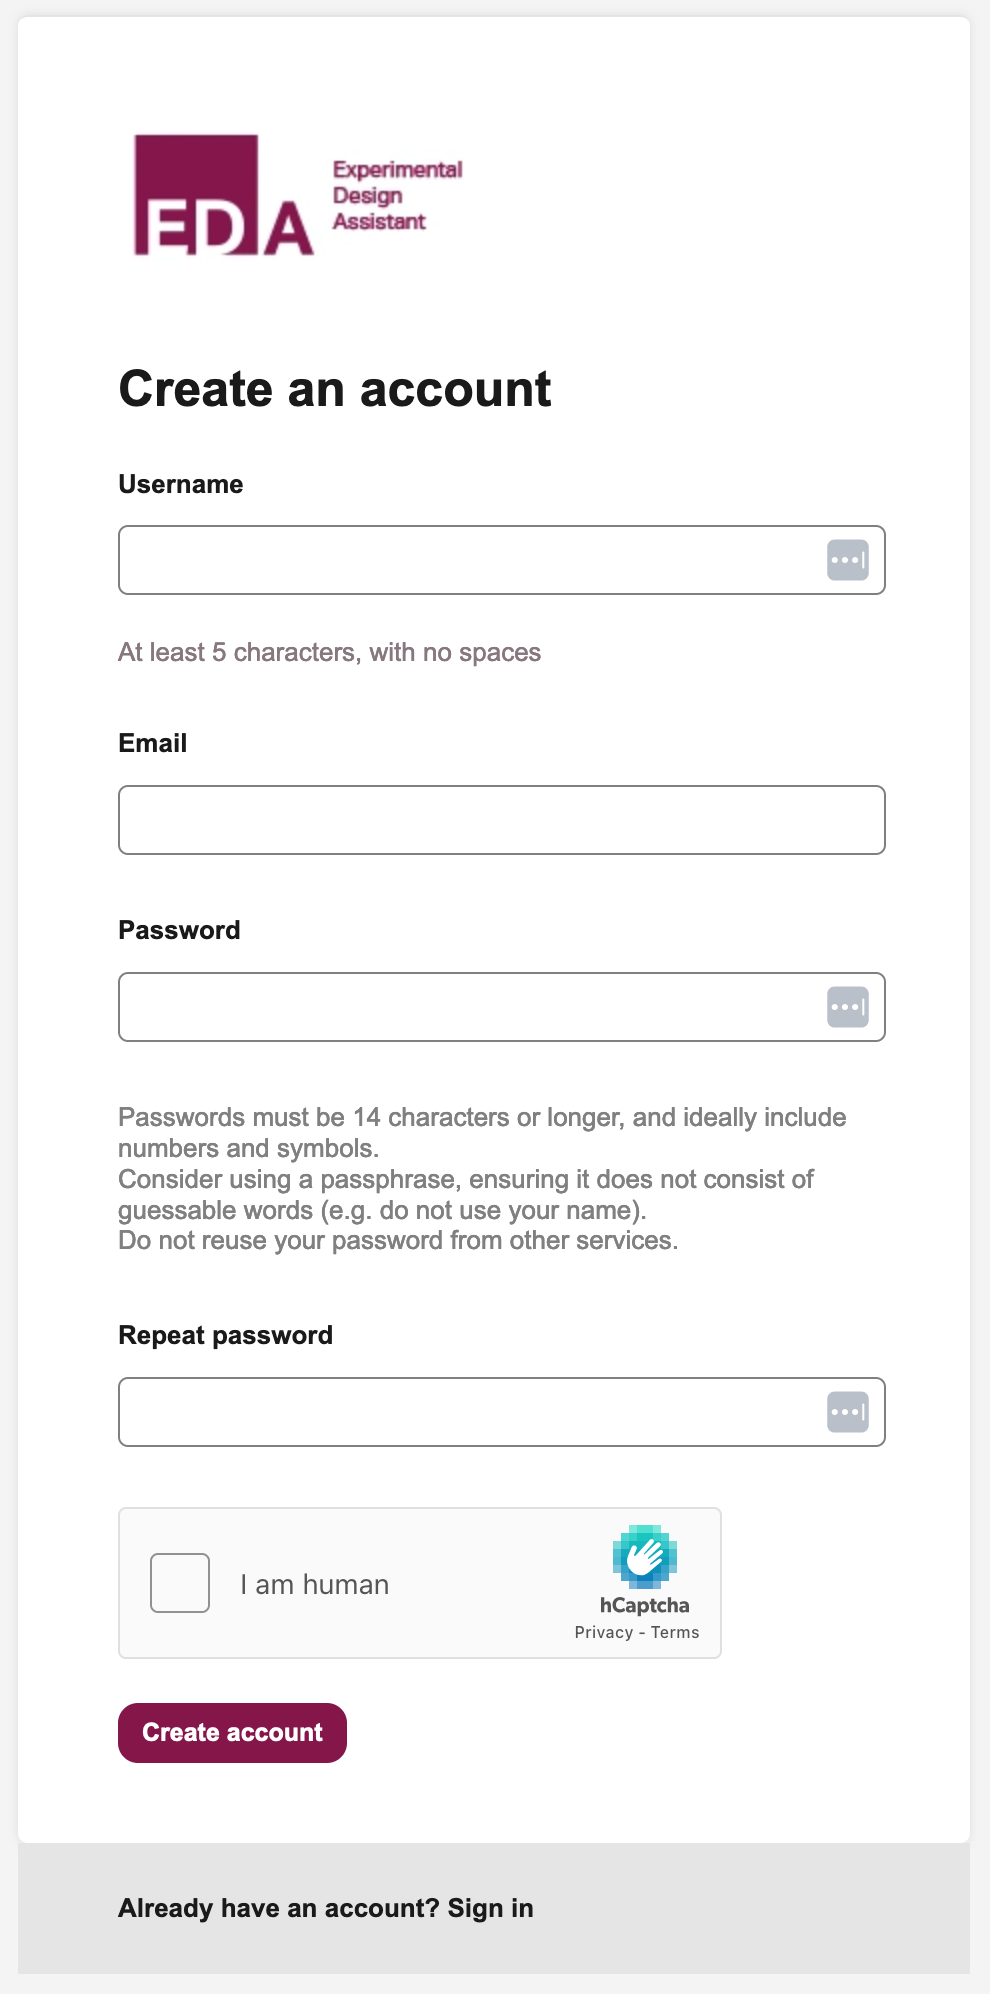 EDA
Experimental
Design
Assistant
Create an account
Username
At least 5 characters, with no spaces
Email
Password
Passwords must be 14 characters or longer, and ideally include
numbers and symbols.
Consider using a passphrase, ensuring it does not consist of
guessable words (e.g. do not use your name).
Do not reuse your password from other services.
Repeat password
I am human
hCaptcha
Privacy - Terms
Create account
Already have an account? Sign in